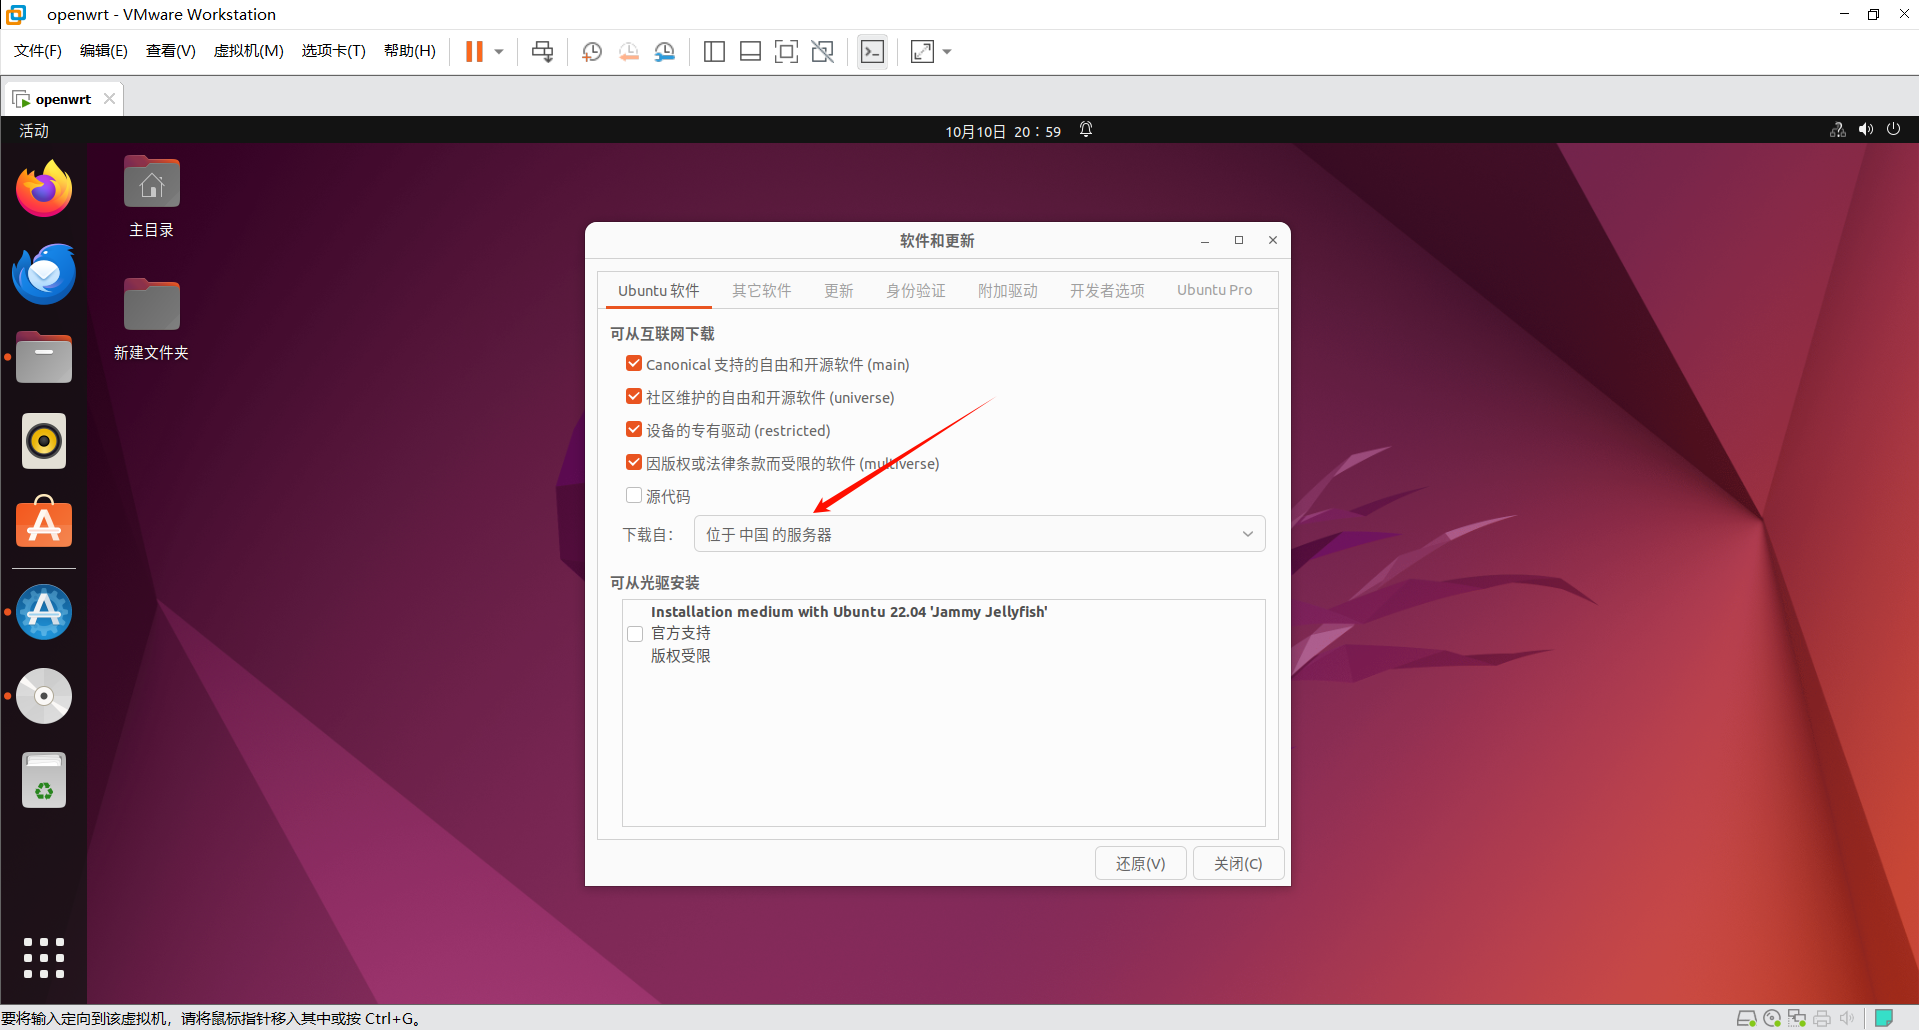 openwrt - VMware Workstation
文件(F) 编辑(E) 查看(V) 虚拟机(M) 选项卡(T) 帮助(H)
openwrt
活动
10月10日 20：59
主目录
新建文件夹
软件和更新
Ubuntu 软件 其它软件 更新 身份验证 附加驱动 开发者选项 Ubuntu Pro
可从互联网下载
Canonical 支持的自由和开源软件 (main)
社区维护的自由和开源软件 (universe)
设备的专有驱动 (restricted)
因版权或法律条款而受限的软件 (multiverse)
源代码
下载自： 位于 中国 的服务器
可从光驱安装
Installation medium with Ubuntu 22.04 'Jammy Jellyfish'
官方支持
版权受限
还原(V) 关闭(C)
要将输入定向到该虚拟机，请将鼠标指针移入其中或按 Ctrl+G。